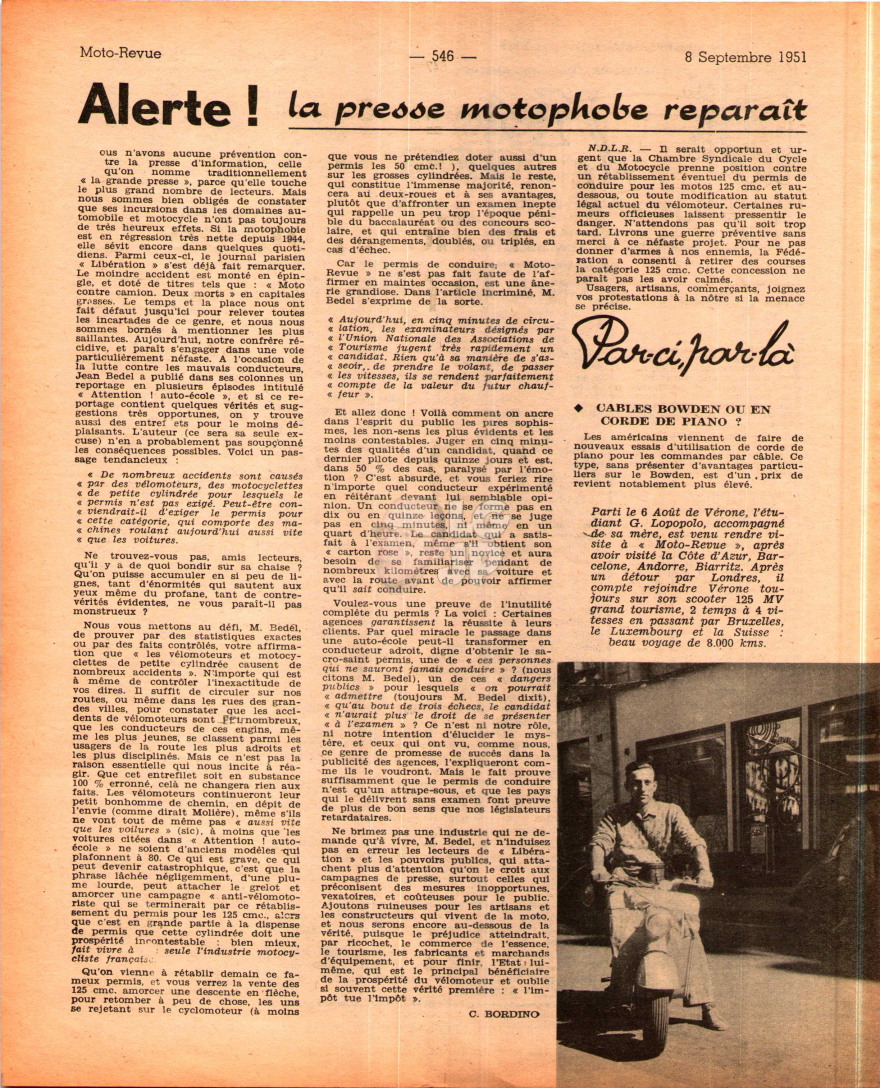 Moto-Revue
— 546 —
8 Septembre 1951
Alerte ! la presse motophobe reparaît
ous n'avons aucune prévention con-
tre la presse d'information, celle
qu'on nomme traditionnellement
« la grande presse », parce qu'elle touche
le plus grand nombre de lecteurs. Mais
nous sommes bien obligés de constater
que ses incursions dans les domaines au-
tomobile et motocycle n'ont pas toujours
de très heureux effets. Si la motophobie
est en régression très nette depuis 1944,
elle sévit encore dans quelques quoti-
diens. Parmi ceux-ci, le journal parisien
« Libération » s'est déjà fait remarquer.
Le moindre accident est monté en épin-
gle, et doté de titres tels que : « Moto
contre camion. Deux morts » en capitales
grasses. Le temps et la place nous ont
fait défaut jusqu'ici pour relever toutes
les incartades de ce genre, et nous nous
sommes bornés à mentionner les plus
saillantes. Aujourd'hui, notre confrère ré-
cidive, et paraît s'engager dans une voie
particulièrement néfaste. A l'occasion de
la lutte contre les mauvais conducteurs,
Jean Bedel a publié dans ses colonnes un
reportage en plusieurs épisodes intitulé
« Attention ! auto-école », et si ce re-
portage contient quelques vérités et sug-
gestions très opportunes, on y trouve
aussi des entref ets pour le moins dé-
plaisants. L'auteur (ce sera sa seule ex-
cuse) n'en a probablement pas soupçonné
les conséquences possibles. Voici un pas-
sage tendancieux :
« De nombreux accidents sont causés
« par des vélomoteurs, des motocyclettes
« de petite cylindrée pour lesquels le
« permis n'est pas exigé. Peut-être con-
« viendrait-il d'exiger le permis pour
« cette catégorie, qui comporte des ma-
« chines roulant aujourd'hui aussi vite
« que les voitures.
Ne trouvez-vous pas, amis lecteurs,
qu'il y a de quoi bondir sur sa chaise ?
Qu'on puisse accumuler en si peu de li-
gnes, tant d'énormités qui sautent aux
yeux même du profane, tant de contre-
vérités évidentes, ne vous paraît-il pas
monstrueux ?
Nous vous mettons au défi, M. Bedel,
de prouver par des statistiques exactes
ou par des faits contrôlés, votre affirma-
tion que « les vélomoteurs et motocy-
clettes de petite cylindrée causent de
nombreux accidents ». N'importe qui est
à même de contrôler l'inexactitude de
vos dires. Il suffit de circuler sur nos
routes, ou même dans les rues des gran-
des villes, pour constater que les acci-
dents de vélomoteurs sont peu nombreux,
que les conducteurs de ces engins, mê-
me les plus jeunes, se classent parmi les
usagers de la route les plus adroits et
les plus disciplinés. Mais ce n'est pas la
raison essentielle qui nous incite à réa-
gir. Que cet entrefilet soit en substance
100 % erronné, celà ne changera rien aux
faits. Les vélomoteurs continueront leur
petit bonhomme de chemin, en dépit de
l'envie (comme dirait Molière), même s'ils
ne vont tout de même pas « aussi vite
que les voitures » (sic), à moins que les
voitures citées dans « Attention ! auto-
école » ne soient d'anciens modèles qui
plafonnent à 80. Ce qui est grave, ce qui
peut devenir catastrophique, c'est que la
phrase lâchée négligemment, d'une plu-
me lourde, peut attacher le grelot et
amorcer une campagne « anti-vélomoto-
riste qui se terminerait par ce rétablis-
sement du permis pour les 125 cmc., alors
que c'est en grande partie à la dispense
de permis que cette cylindrée doit une
prospérité incontestable : bien mieux,
fait vivre à : seule l'industrie motocy-
cliste française.
Qu'on vienne à rétablir demain ce fa-
meux permis, et vous verrez la vente des
125 cmc. amorcer une descente en flèche,
pour retomber à peu de chose, les uns
se rejetant sur le cyclomoteur (à moins
que vous ne prétendiez doter aussi d'un
permis les 50 cmc.! ), quelques autres
sur les grosses cylindrées. Mais le reste,
qui constitue l'immense majorité, renon-
cera au deux-roues et à ses avantages,
plutôt que d'affronter un examen inepte
qui rappelle un peu trop l'époque péni-
ble du baccalauréat ou des concours sco-
laire, et qui entraîne bien des frais et
des dérangements, doublés, ou triplés, en
cas d'échec.
Car le permis de conduire, « Moto-
Revue » ne s'est pas fait faute de l'af-
firmer en maintes occasion, est une âne-
rie grandiose. Dans l'article incriminé, M.
Bedel s'exprime de la sorte.
« Aujourd'hui, en cinq minutes de circu-
« lation, les examinateurs désignés par
« l'Union Nationale des Associations de
« Tourisme jugent très rapidement un
« candidat. Rien qu'à sa manière de s'as-
« seoir, de prendre le volant, de passer
« les vitesses, ils se rendent parfaitement
« compte de la valeur du futur chauf-
« feur ».
Et allez donc ! Voilà comment on ancre
dans l'esprit du public les pires sophis-
mes, les non-sens les plus évidents et les
moins contestables. Juger en cinq minu-
tes des qualités d'un candidat, quand ce
dernier pilote depuis quinze jours et est,
dans 50 % des cas, paralysé par l'émo-
tion ? C'est absurde, et vous feriez rire
n'importe quel conducteur expérimenté
en réitérant devant lui semblable opi-
nion. Un conducteur ne se forme pas en
dix ou en quinze leçons, et ne se juge
pas en cinq minutes, ni même en un
quart d'heure. Le candidat qui a satis-
fait à l'examen, même s'il obtient son
« carton rose », reste un novice et aura
besoin de se familiariser pendant de
nombreux kilomètres avec sa voiture et
avec la route avant de pouvoir affirmer
qu'il sait conduire.
Voulez-vous une preuve de l'inutilité
complète du permis ? La voici : Certaines
agences garantissent la réussite à leurs
clients. Par quel miracle le passage dans
une auto-école peut-il transformer en
conducteur adroit, digne d'obtenir le sa-
cro-saint permis, une de « ces personnes
qui ne sauront jamais conduire » ? (nous
citons M. Bedel), un de ces « dangers
publics » pour lesquels « on pourrait
« admettre (toujours M. Bedel dixit),
« qu'au bout de trois échecs, le candidat
« n'aurait plus le droit de se présenter
« à l'examen » ? Ce n'est ni notre rôle,
ni notre intention d'élucider le mys-
tère, et ceux qui ont vu, comme nous,
ce genre de promesse de succès dans la
publicité des agences, l'expliqueront com-
me ils le voudront. Mais le fait prouve
suffisamment que le permis de conduire
n'est qu'un attrape-sous, et que les pays
qui le délivrent sans examen font preuve
de plus de bon sens que nos législateurs
retardataires.
Ne brimez pas une industrie qui ne de-
mande qu'à vivre, M. Bedel, et n'induisez
pas en erreur les lecteurs de « Libéra-
tion » et les pouvoirs publics, qui atta-
chent plus d'attention qu'on le croit aux
campagnes de presse, surtout celles qui
préconisent des mesures inopportunes,
vexatoires, et coûteuses pour le public.
Ajoutons ruineuses pour les artisans et
les constructeurs qui vivent de la moto,
et nous serons encore au-dessous de la
vérité, puisque le préjudice atteindrait,
par ricochet, le commerce de l'essence,
le tourisme, les fabricants et marchands
d'équipement, et pour finir, l'Etat lui-
même, qui est le principal bénéficiaire
de la prospérité du vélomoteur et oublie
si souvent cette vérité première : « l'im-
pôt tue l'impôt ».
C. BORDINO
N.D.L.R. — Il serait opportun et ur-
gent que la Chambre Syndicale du Cycle
et du Motocycle prenne position contre
un rétablissement éventuel du permis de
conduire pour les motos 125 cmc. et au-
dessous, ou toute modification au statut
légal actuel du vélomoteur. Certaines ru-
meurs officieuses laissent pressentir le
danger. N'attendons pas qu'il soit trop
tard. Livrons une guerre préventive sans
merci à ce néfaste projet. Pour ne pas
donner d'armes à nos ennemis, la Fédé-
ration a consenti à retirer des courses
la catégorie 125 cmc. Cette concession ne
paraît pas les avoir calmés.
Usagers, artisans, commerçants, joignez
vos protestations à la nôtre si la menace
se précise.
Par-ci, par-là
◆ CABLES BOWDEN OU EN
CORDE DE PIANO ?
Les américains viennent de faire de
nouveaux essais d'utilisation de corde de
piano pour les commandes par câble. Ce
type, sans présenter d'avantages particu-
liers sur le Bowden, est d'un prix de
revient notablement plus élevé.
Parti le 6 Août de Vérone, l'étu-
diant G. Lopopolo, accompagné
de sa mère, est venu rendre vi-
site à « Moto-Revue », après
avoir visité la Côte d'Azur, Bar-
celone, Andorre, Biarritz. Après
un détour par Londres, il
compte rejoindre Vérone tou-
jours sur son scooter 125 MV
grand tourisme, 2 temps à 4 vi-
tesses en passant par Bruxelles,
le Luxembourg et la Suisse :
beau voyage de 8.000 kms.